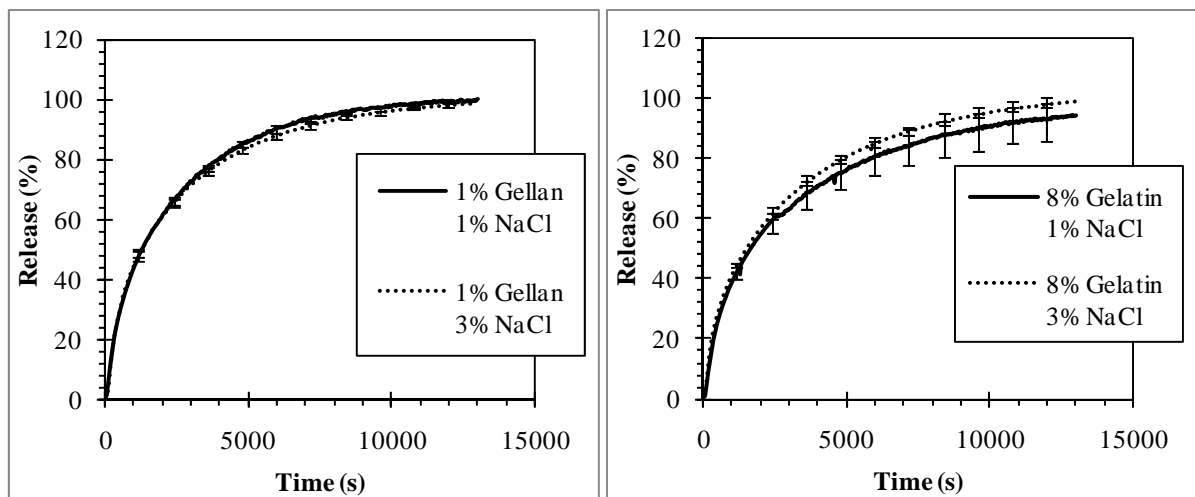 120
100
80
60
40
20
0
Release (%)
0 5000 10000 15000
Time (s)
1% Gellan
1% NaCl
1% Gellan
3% NaCl
120
100
80
60
40
20
0
Release (%)
0 5000 10000 15000
Time (s)
8% Gelatin
1% NaCl
8% Gelatin
3% NaCl